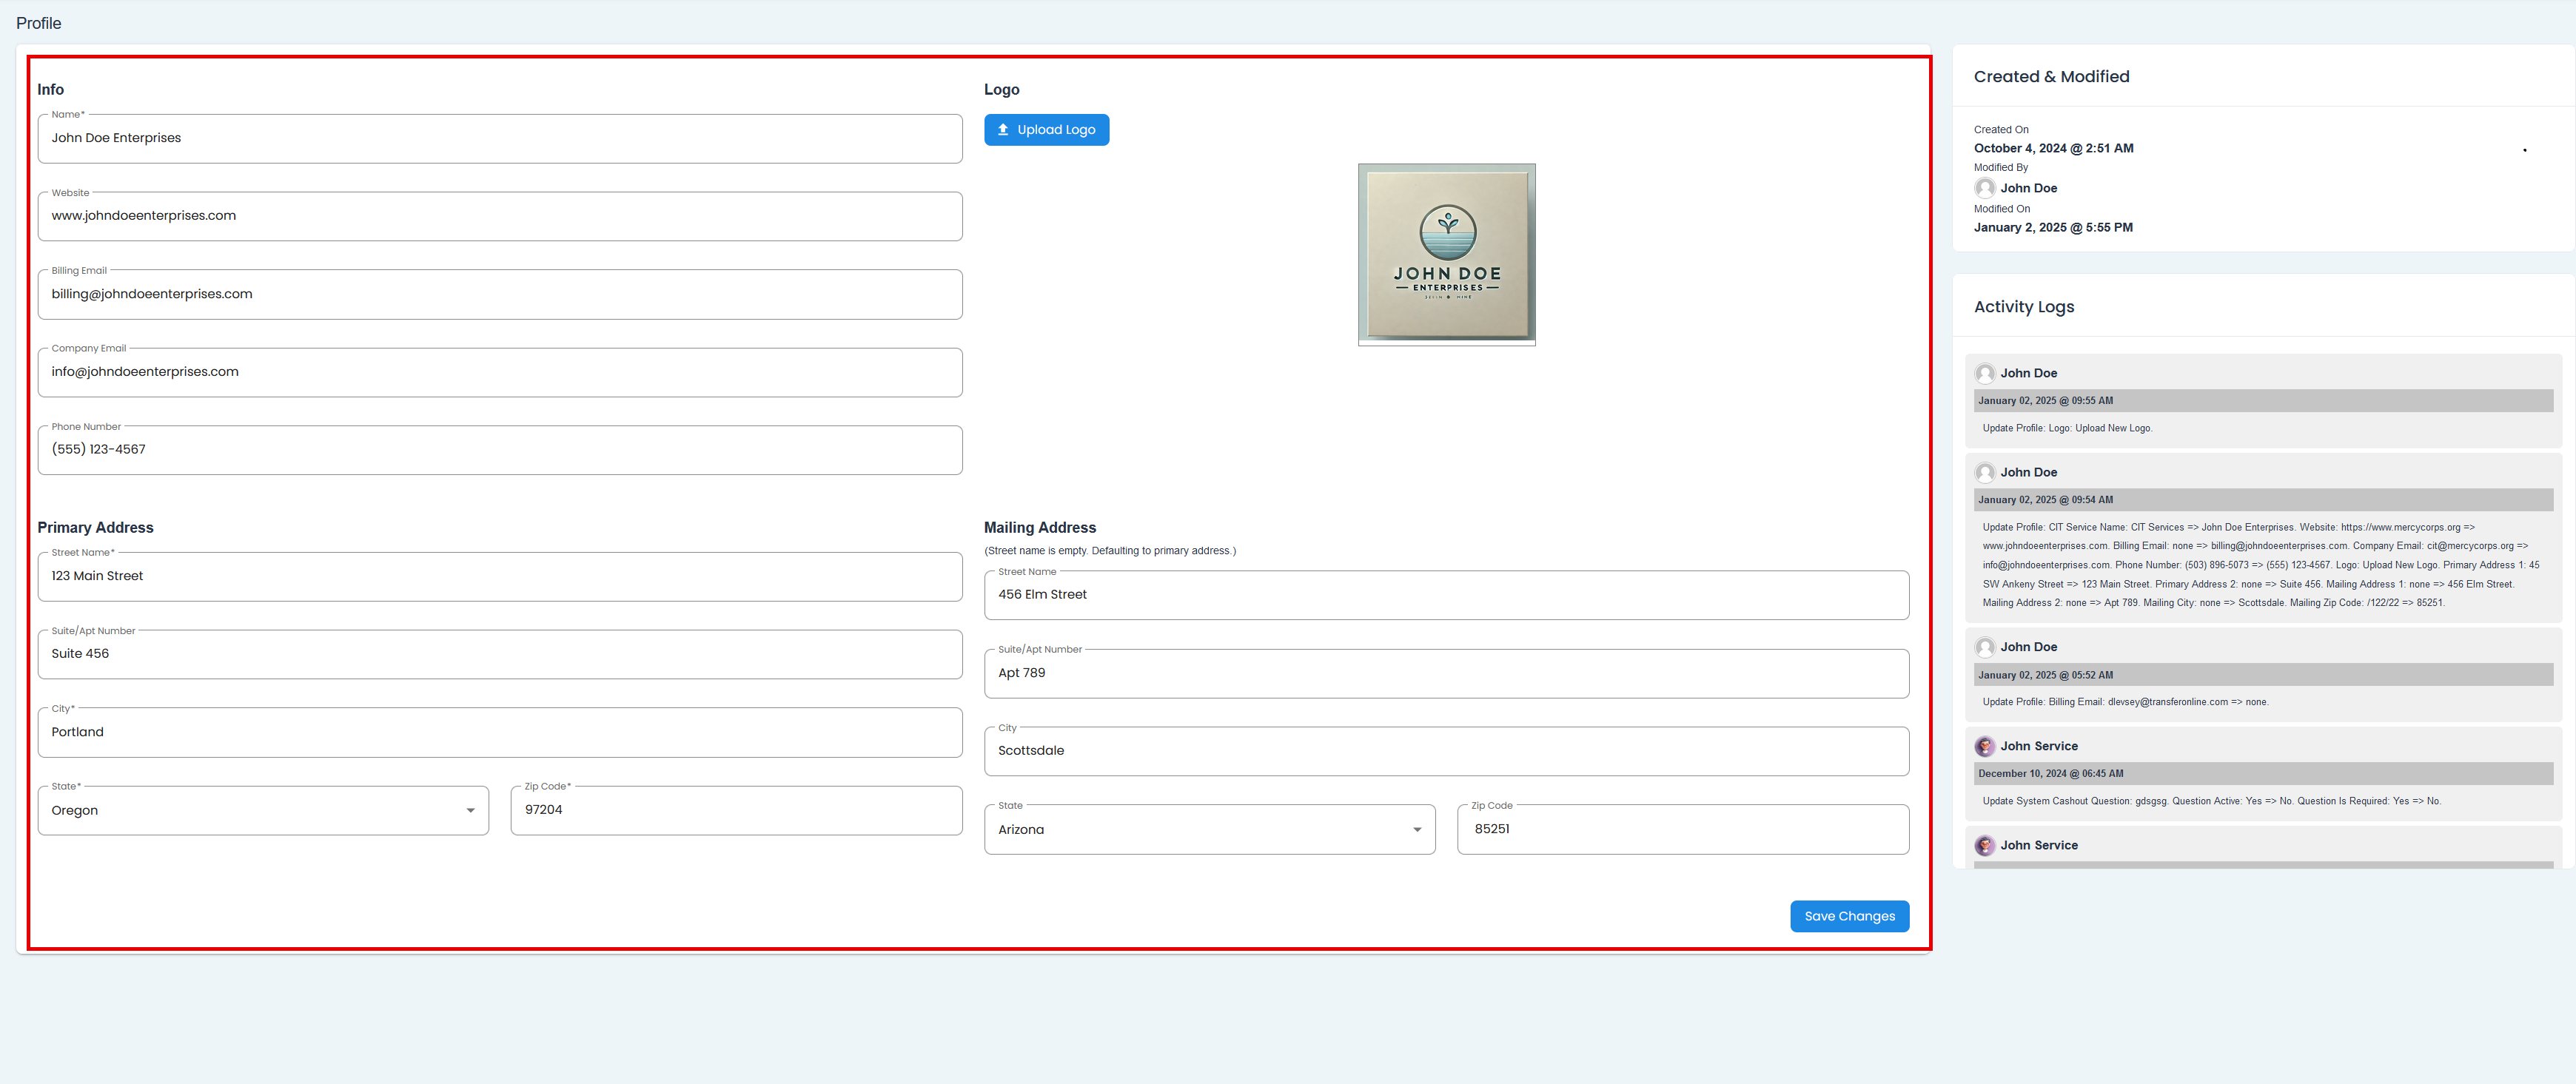 Profile
Info
Name*
John Doe Enterprises
Website
www.johndoeenterprises.com
Billing Email
billing@johndoeenterprises.com
Company Email
info@johndoeenterprises.com
Phone Number
(555) 123-4567
Logo
Upload Logo
JOHN DOE
ENTERPRISES
Primary Address
Street Name*
123 Main Street
Suite/Apt Number
Suite 456
City*
Portland
State*
Oregon
Zip Code*
97204
Mailing Address
(Street name is empty. Defaulting to primary address.)
Street Name
456 Elm Street
Suite/Apt Number
Apt 789
City
Scottsdale
State
Arizona
Zip Code
85251
Save Changes
Created & Modified
Created On
October 4, 2024 @ 2:51 AM
Modified By
John Doe
Modified On
January 2, 2025 @ 5:55 PM
Activity Logs
John Doe
January 02, 2025 @ 09:55 AM
Update Profile: Logo: Upload New Logo.
John Doe
January 02, 2025 @ 09:54 AM
Update Profile: CIT Service Name: CIT Services => John Doe Enterprises. Website: https://www.mercycorps.org =>
www.johndoeenterprises.com. Billing Email: none => billing@johndoeenterprises.com. Company Email: cit@mercycorps.org =>
info@johndoeenterprises.com. Phone Number: (503) 896-5073 => (555) 123-4567. Logo: Upload New Logo. Primary Address 1: 45
SW Ankeny Street => 123 Main Street. Primary Address 2: none => Suite 456. Mailing Address 1: none => 456 Elm Street.
Mailing Address 2: none => Apt 789. Mailing City: none => Scottsdale. Mailing Zip Code: /122/22 => 85251.
John Doe
January 02, 2025 @ 05:52 AM
Update Profile: Billing Email: dlevsey@transferonline.com => none.
John Service
December 10, 2024 @ 06:45 AM
Update System Cashout Question: gdsgsg. Question Active: Yes => No. Question Is Required: Yes => No.
John Service